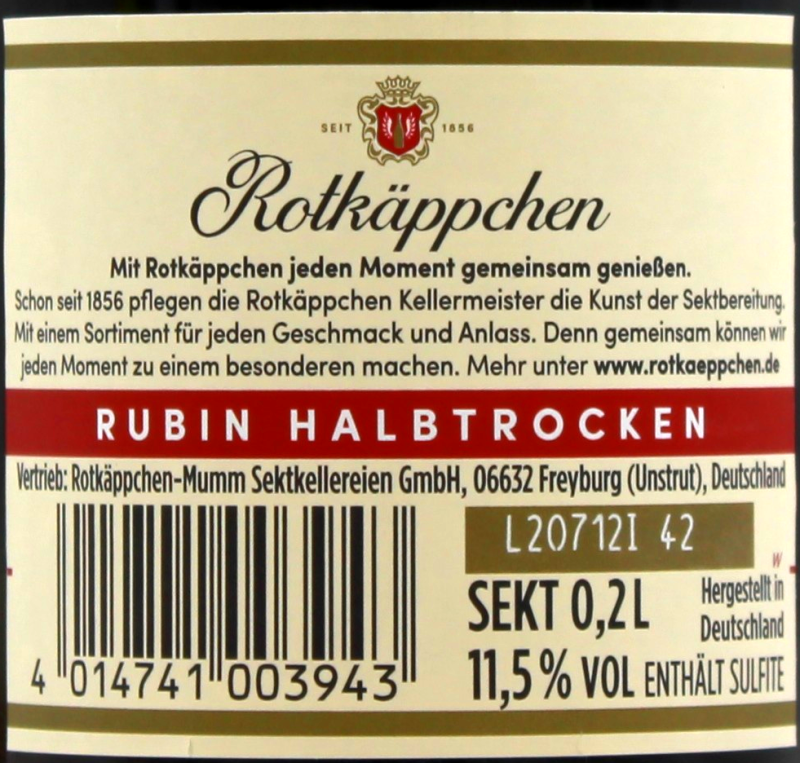 SEIT 1856
Rotkäppchen
Mit Rotkäppchen jeden Moment gemeinsam genießen.
Schon seit 1856 pflegen die Rotkäppchen Kellermeister die Kunst der Sektbereitung.
Mit einem Sortiment für jeden Geschmack und Anlass. Denn gemeinsam können wir
jeden Moment zu einem besonderen machen. Mehr unter www.rotkaeppchen.de
RUBIN HALBTROCKEN
Vertrieb: Rotkäppchen-Mumm Sektkellereien GmbH, 06632 Freyburg (Unstrut), Deutschland
L20712I 42
W
SEKT 0,2L
Hergestellt in
Deutschland
11,5% VOL ENTHÄLT SULFITE
4 014741 003943